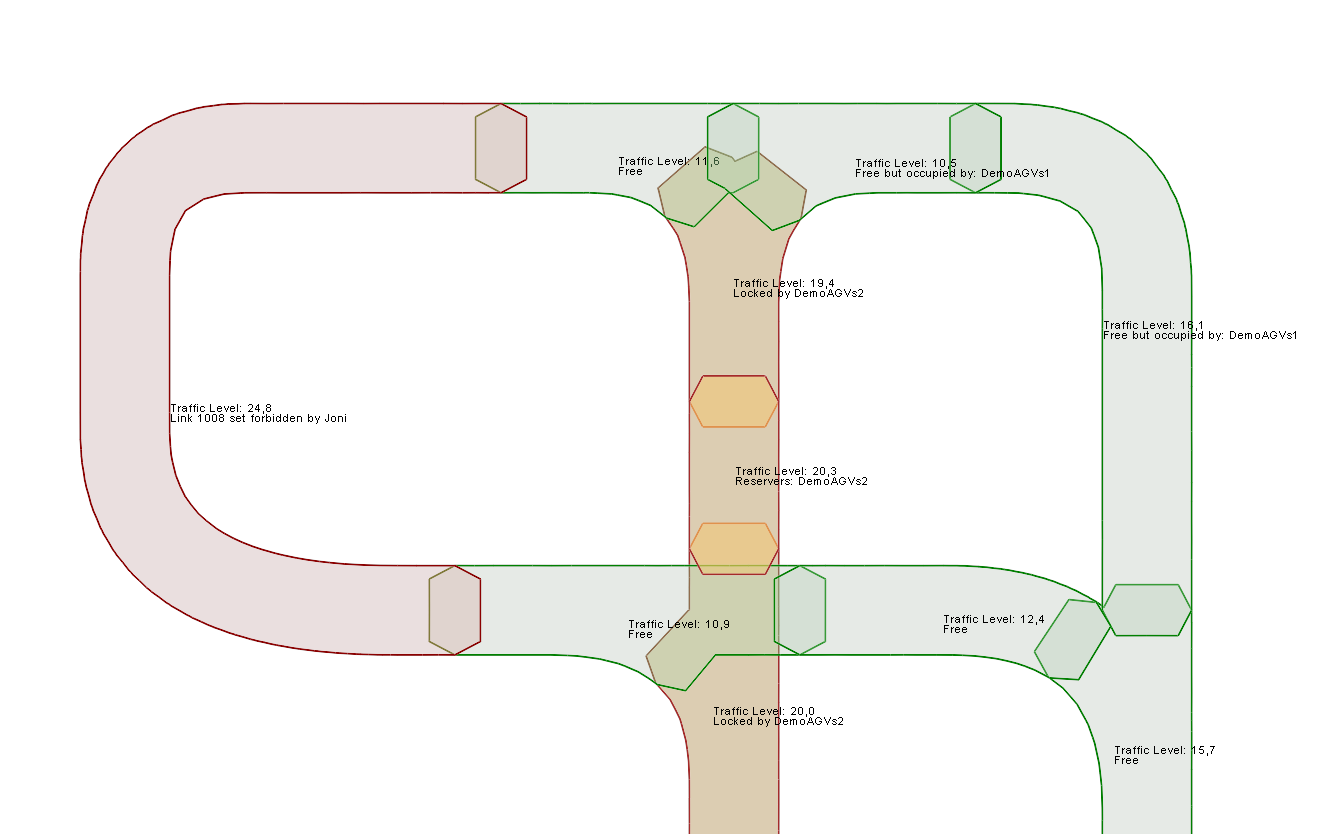 Traffic Level: 11,6
Free
Traffic Level: 10,5
Free but occupied by: DemoAGVs1
Traffic Level: 19,4
Locked by DemoAGVs2
Traffic Level: 16,1
Free but occupied by: DemoAGVs1
Traffic Level: 24,8
Link 1008 set forbidden by Joni
Traffic Level: 20,3
Reservers: DemoAGVs2
Traffic Level: 10,9
Free
Traffic Level: 12,4
Free
Traffic Level: 20,0
Locked by DemoAGVs2
Traffic Level: 15,7
Free